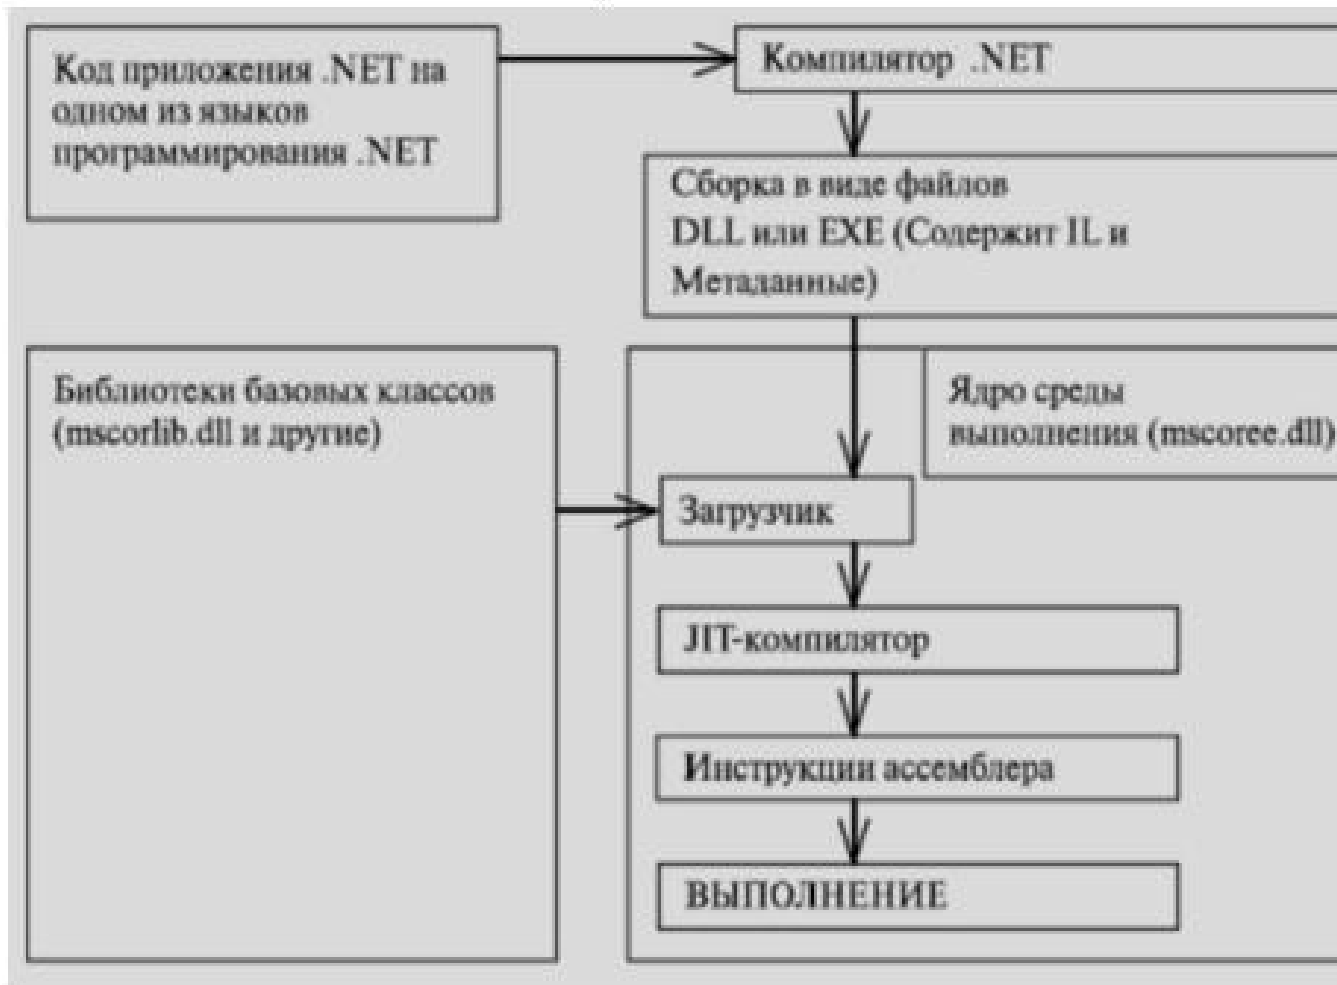 Код приложения .NET на
одном из языков
программирования .NET
Компилятор .NET
Сборка в виде файлов
DLL или EXE (Содержит IL и
Метаданные)
Библиотеки базовых классов
(mscorlib.dll и другие)
Ядро среды
выполнения (mscoree.dll)
Загрузчик
JIT-компилятор
Инструкции ассемблера
ВЫПОЛНЕНИЕ